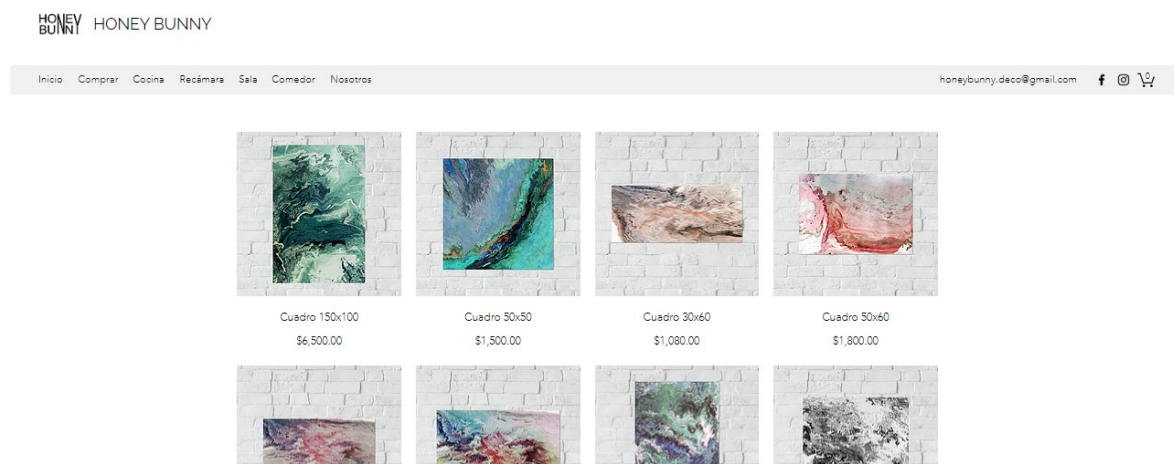 HONEY
BUNNY
HONEY BUNNY
Inicio Comprar Cocina Recámara Sala Comedor Nosotros
honeybunny.deco@gmail.com f 0
Cuadro 150x100 Cuadro 50x50 Cuadro 30x60 Cuadro 50x60
$6,500.00 $1,500.00 $1,080.00 $1,800.00